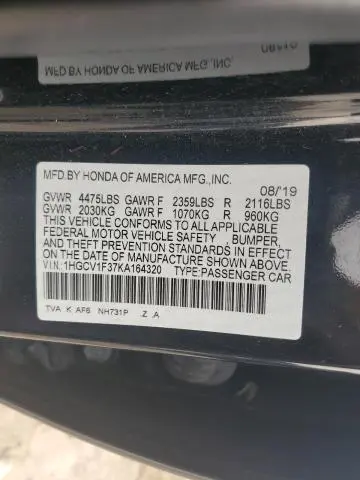 MFD.BY HONDA OF AMERICA MFG.,INC.
08/19
MFD.BY HONDA OF AMERICA MFG.,INC.
08/'19
GVWR 4475LBS GAWR F 2359LBS R 2116LBS
GVWR 2030KG GAWR F 1070KG R 960KG
THIS VEHICLE CONFORMS TO ALL APPLICABLE
FEDERAL MOTOR VEHICLE SAFETY , BUMPER,
AND THEFT PREVENTION STANDARDS IN EFFECT
ON THE DATE OF MANUFACTURE SHOWN ABOVE.
V.I.N.:1HGCV1F37KA164320 TYPE:PASSENGER CAR
TVA K AF6 NH731P .Z .A